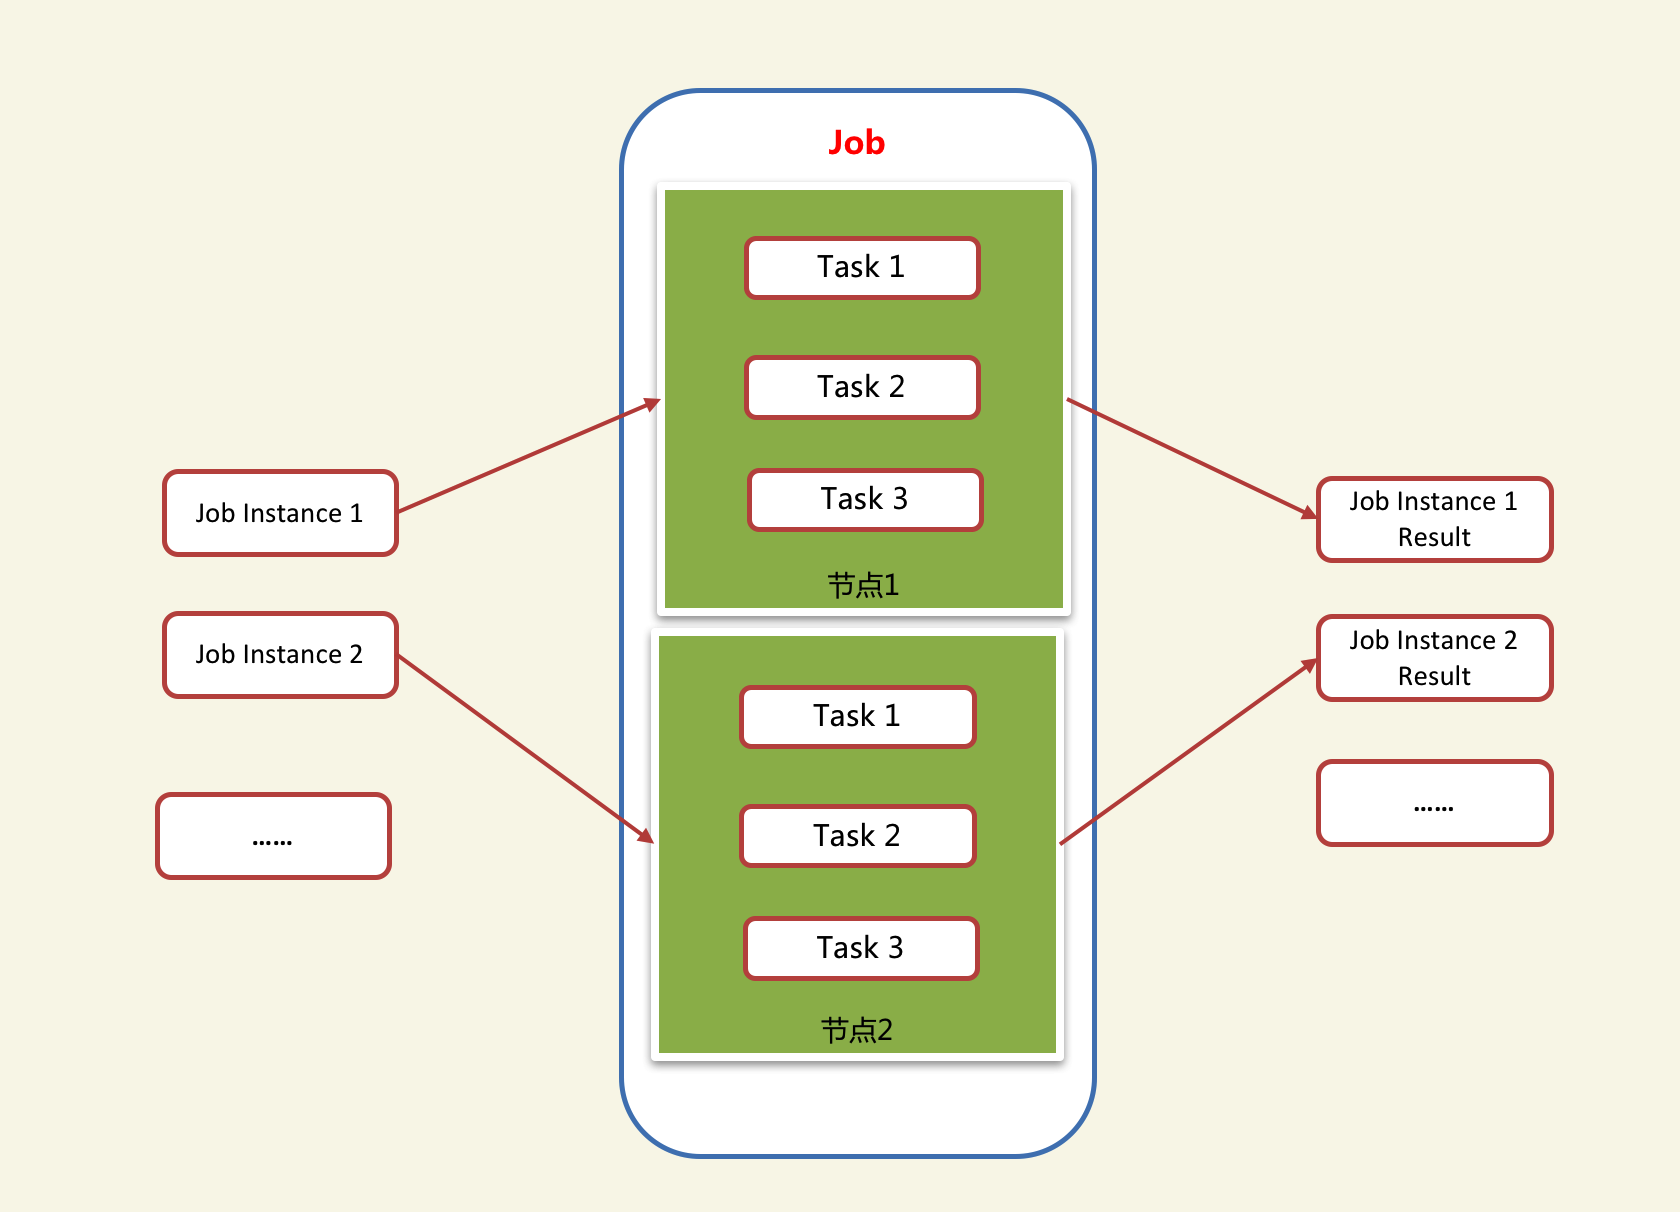 Job
Task 1
Task 2
Task 3
节点1
Job Instance 1
Job Instance 2
……
Task 1
Task 2
Task 3
节点2
Job Instance 1
Result
Job Instance 2
Result
……